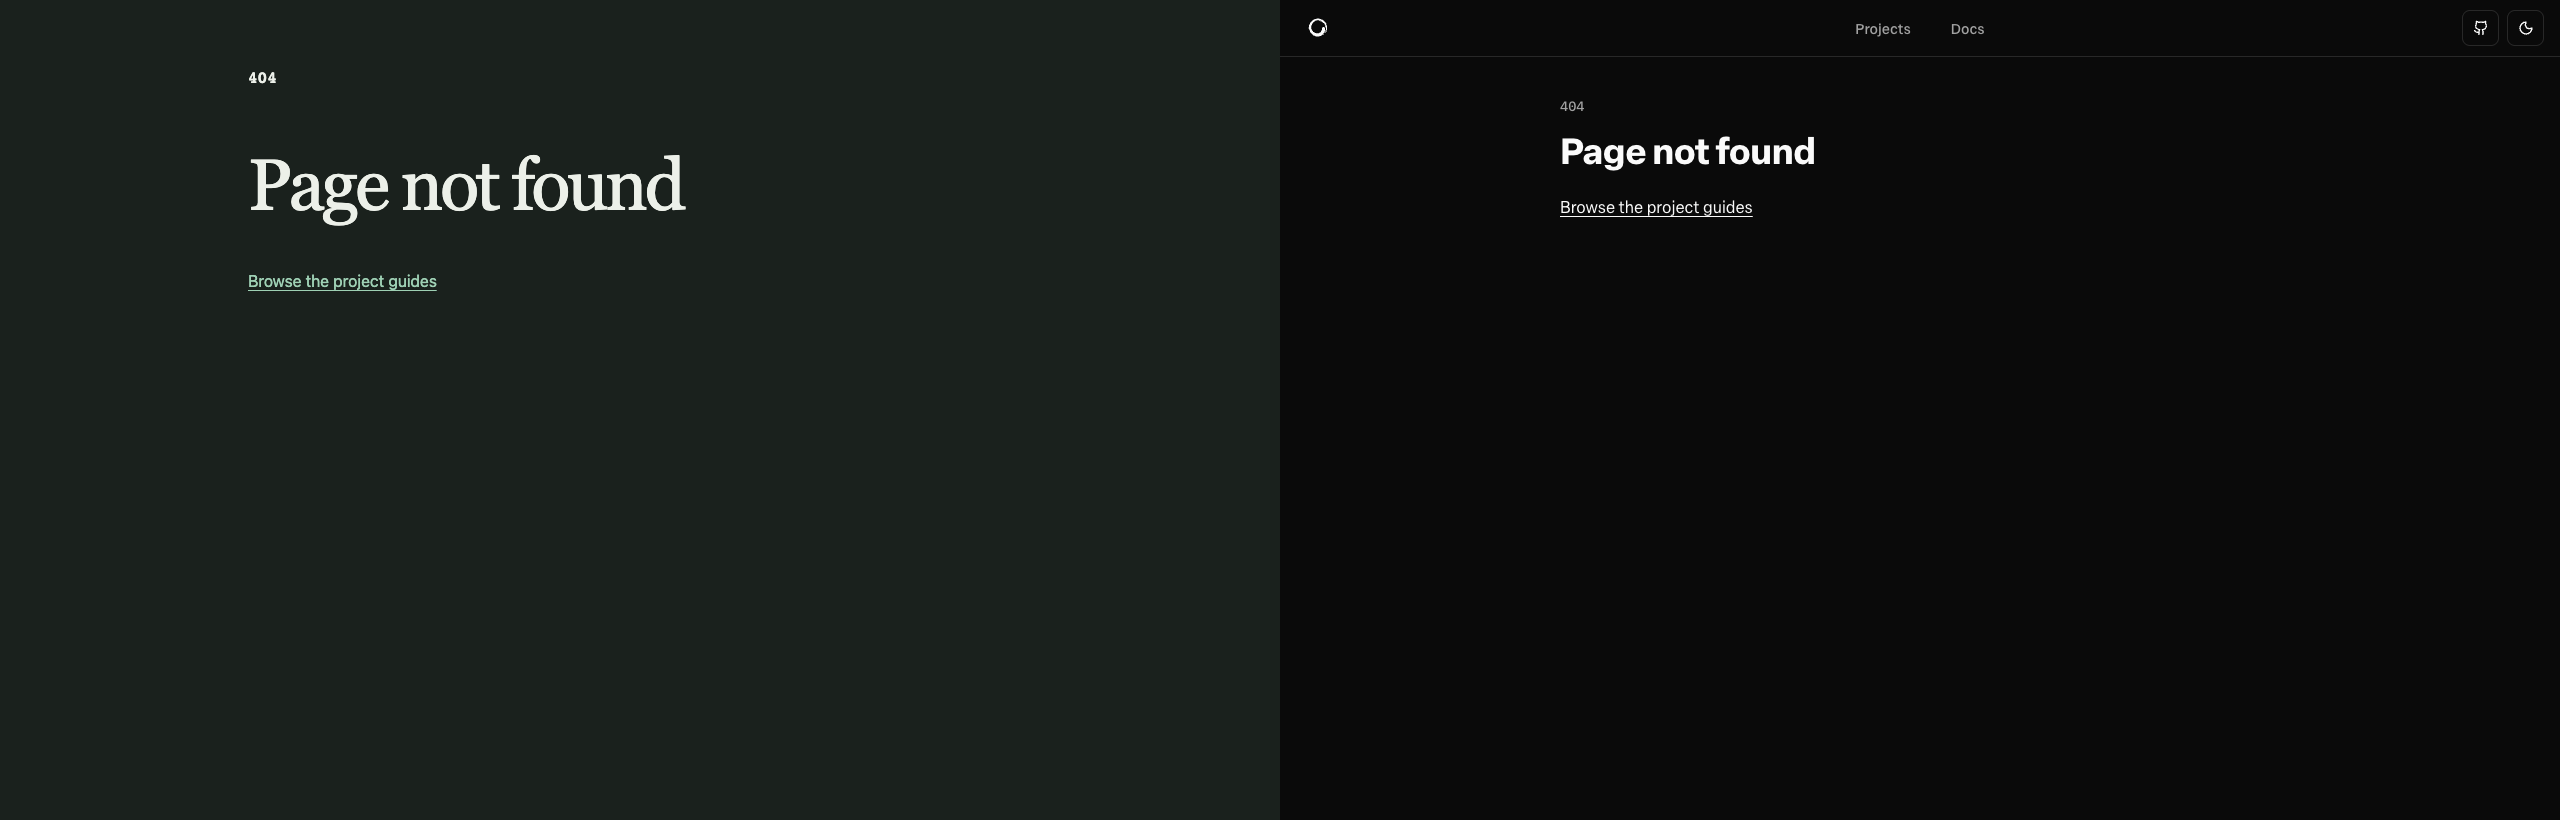 404
Page not found
Browse the project guides
Projects
Docs
404
Page not found
Browse the project guides